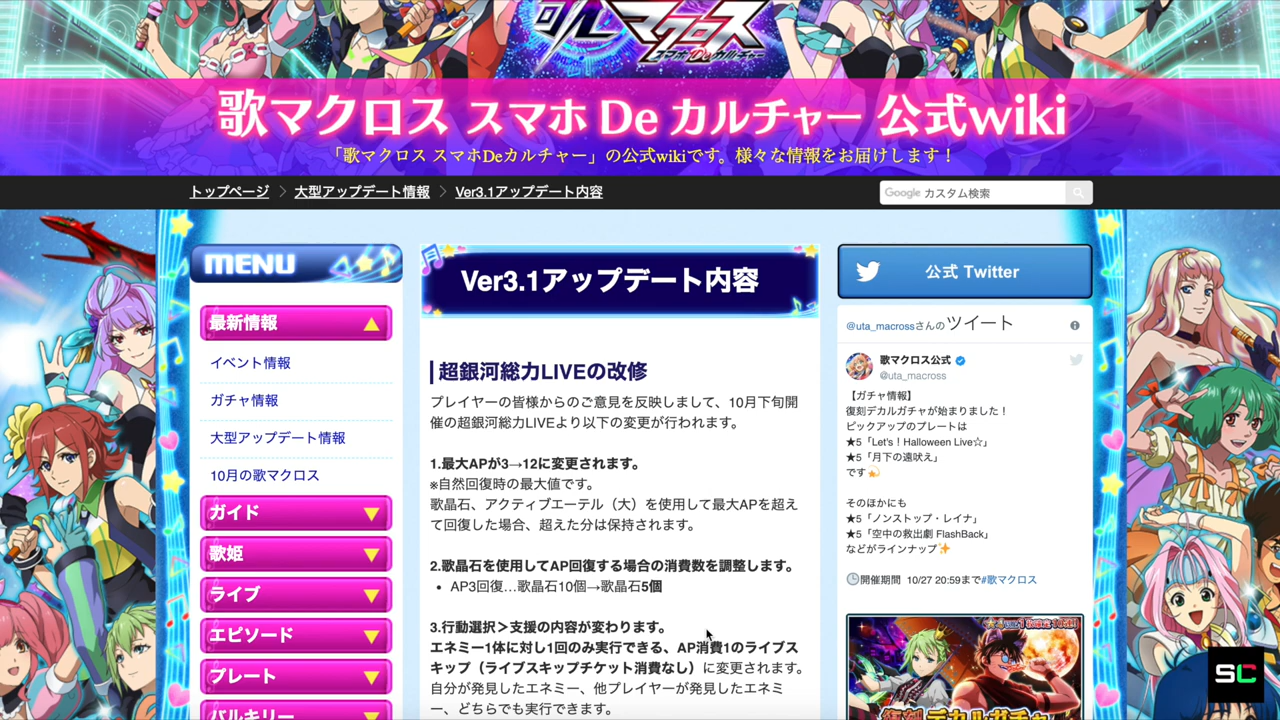 歌マクロス
スマホDeカルチャー
歌マクロス スマホ De カルチャー 公式wiki
「歌マクロス スマホDeカルチャー」の公式wikiです。様々な情報をお届けします！
トップページ > 大型アップデート情報 > Ver3.1アップデート内容
Google カスタム検索
MENU
最新情報 ▲
イベント情報
ガチャ情報
大型アップデート情報
10月の歌マクロス
ガイド ▼
歌姫 ▼
ライブ ▼
エピソード ▼
プレート ▼
バルキリー
Ver3.1アップデート内容
超銀河総力LIVEの改修
プレイヤーの皆様からのご意見を反映しまして、10月下旬開
催の超銀河総力LIVEより以下の変更が行われます。
1.最大APが3→12に変更されます。
※自然回復時の最大値です。
歌晶石、アクティブエーテル（大）を使用して最大APを超え
て回復した場合、超えた分は保持されます。
2.歌晶石を使用してAP回復する場合の消費数を調整します。
• AP3回復…歌晶石10個→歌晶石5個
3.行動選択＞支援の内容が変わります。
エネミー1体に対し1回のみ実行できる、AP消費1のライブス
キップ（ライブスキップチケット消費なし）に変更されます。
自分が発見したエネミー、他プレイヤーが発見したエネミ
ー、どちらでも実行できます。
公式 Twitter
@uta_macrossさんのツイート
歌マクロス公式
@uta_macross
【ガチャ情報】
復刻デカルガチャが始まりました！
ピックアップのプレートは
★5「Let's！Halloween Live☆」
★5「月下の遠吠え」
です💫
そのほかにも
★5「ノンストップ・レイナ」
★5「空中の救出劇 FlashBack」
などがラインナップ✨
🕒開催期間 10/27 20:59まで#歌マクロス
復刻デカルガチャ
SC